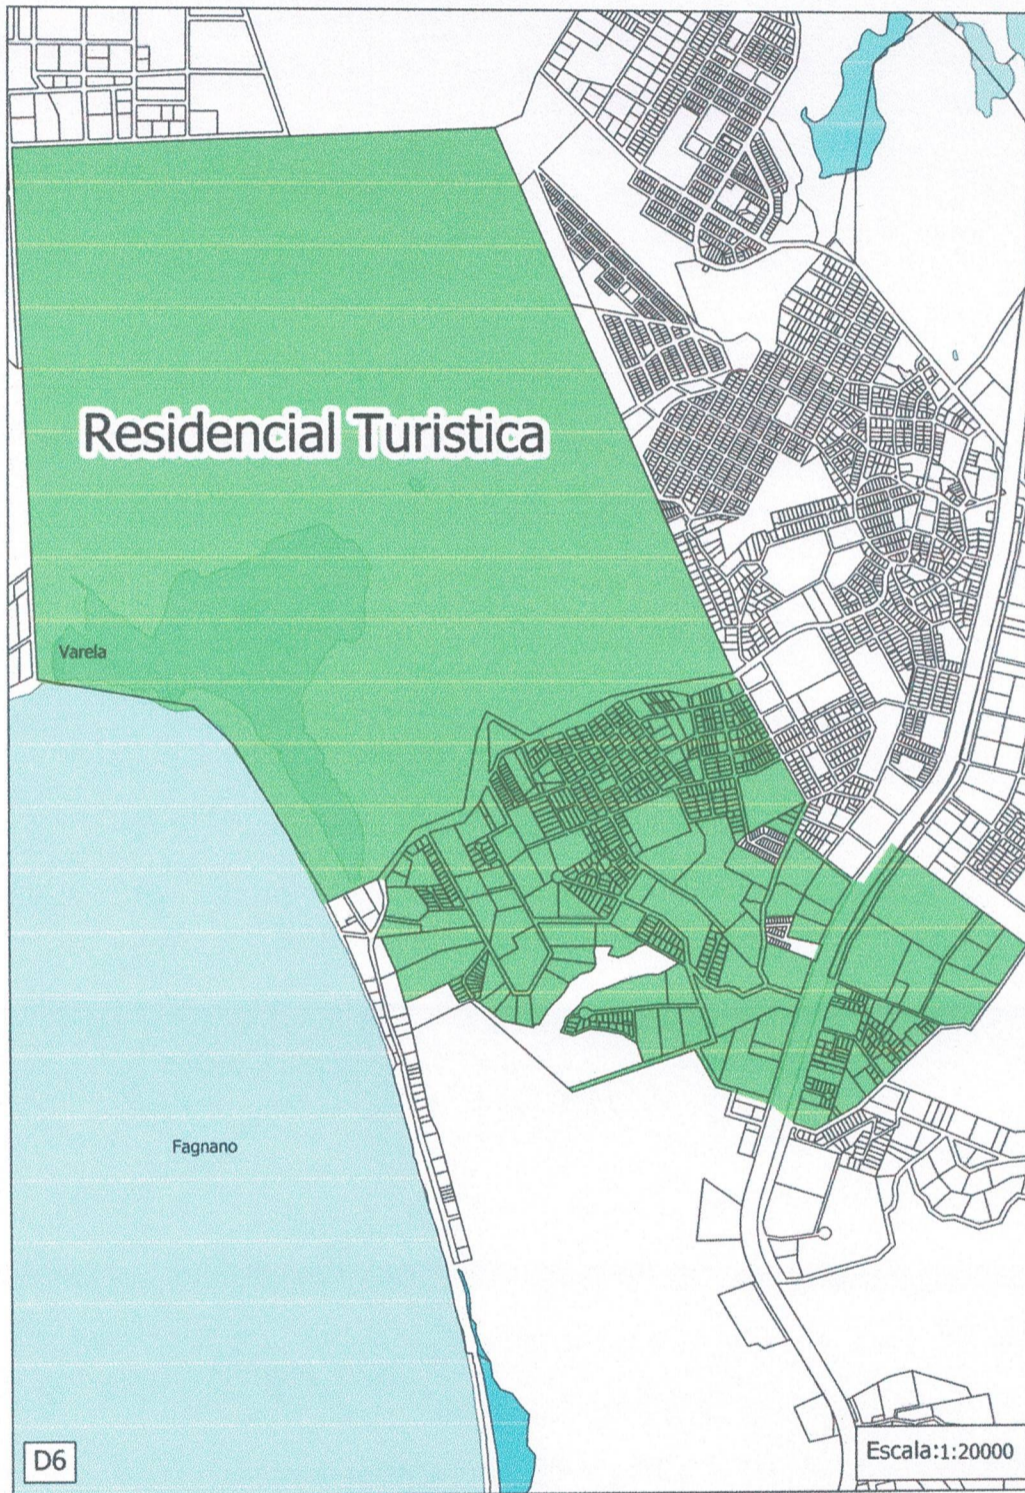 Residencial Turistica
Varela
Fagnano
D6
Escala:1:20000